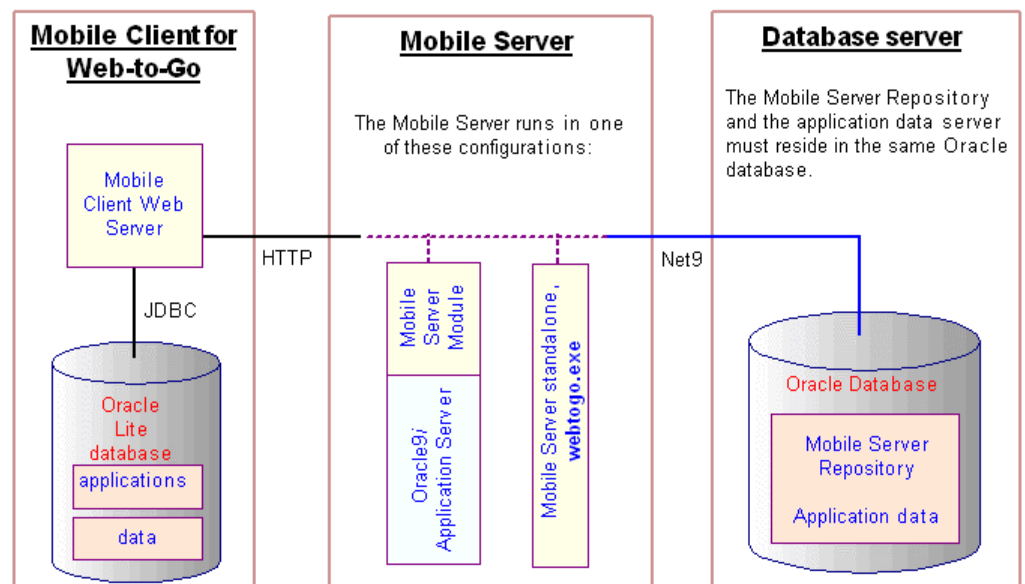 Mobile Client for
Web-to-Go
Mobile
Client Web
Server
JDBC
Oracle
Lite
database
applications
data
HTTP
Mobile Server
The Mobile Server runs in one
of these configurations:
Mobile
Server
Module
Oracle9i
Application Server
Mobile Server standalone,
webtogo.exe
Net9
Database server
The Mobile Server Repository
and the application data server
must reside in the same Oracle
database.
Oracle Database
Mobile Server
Repository
Application data